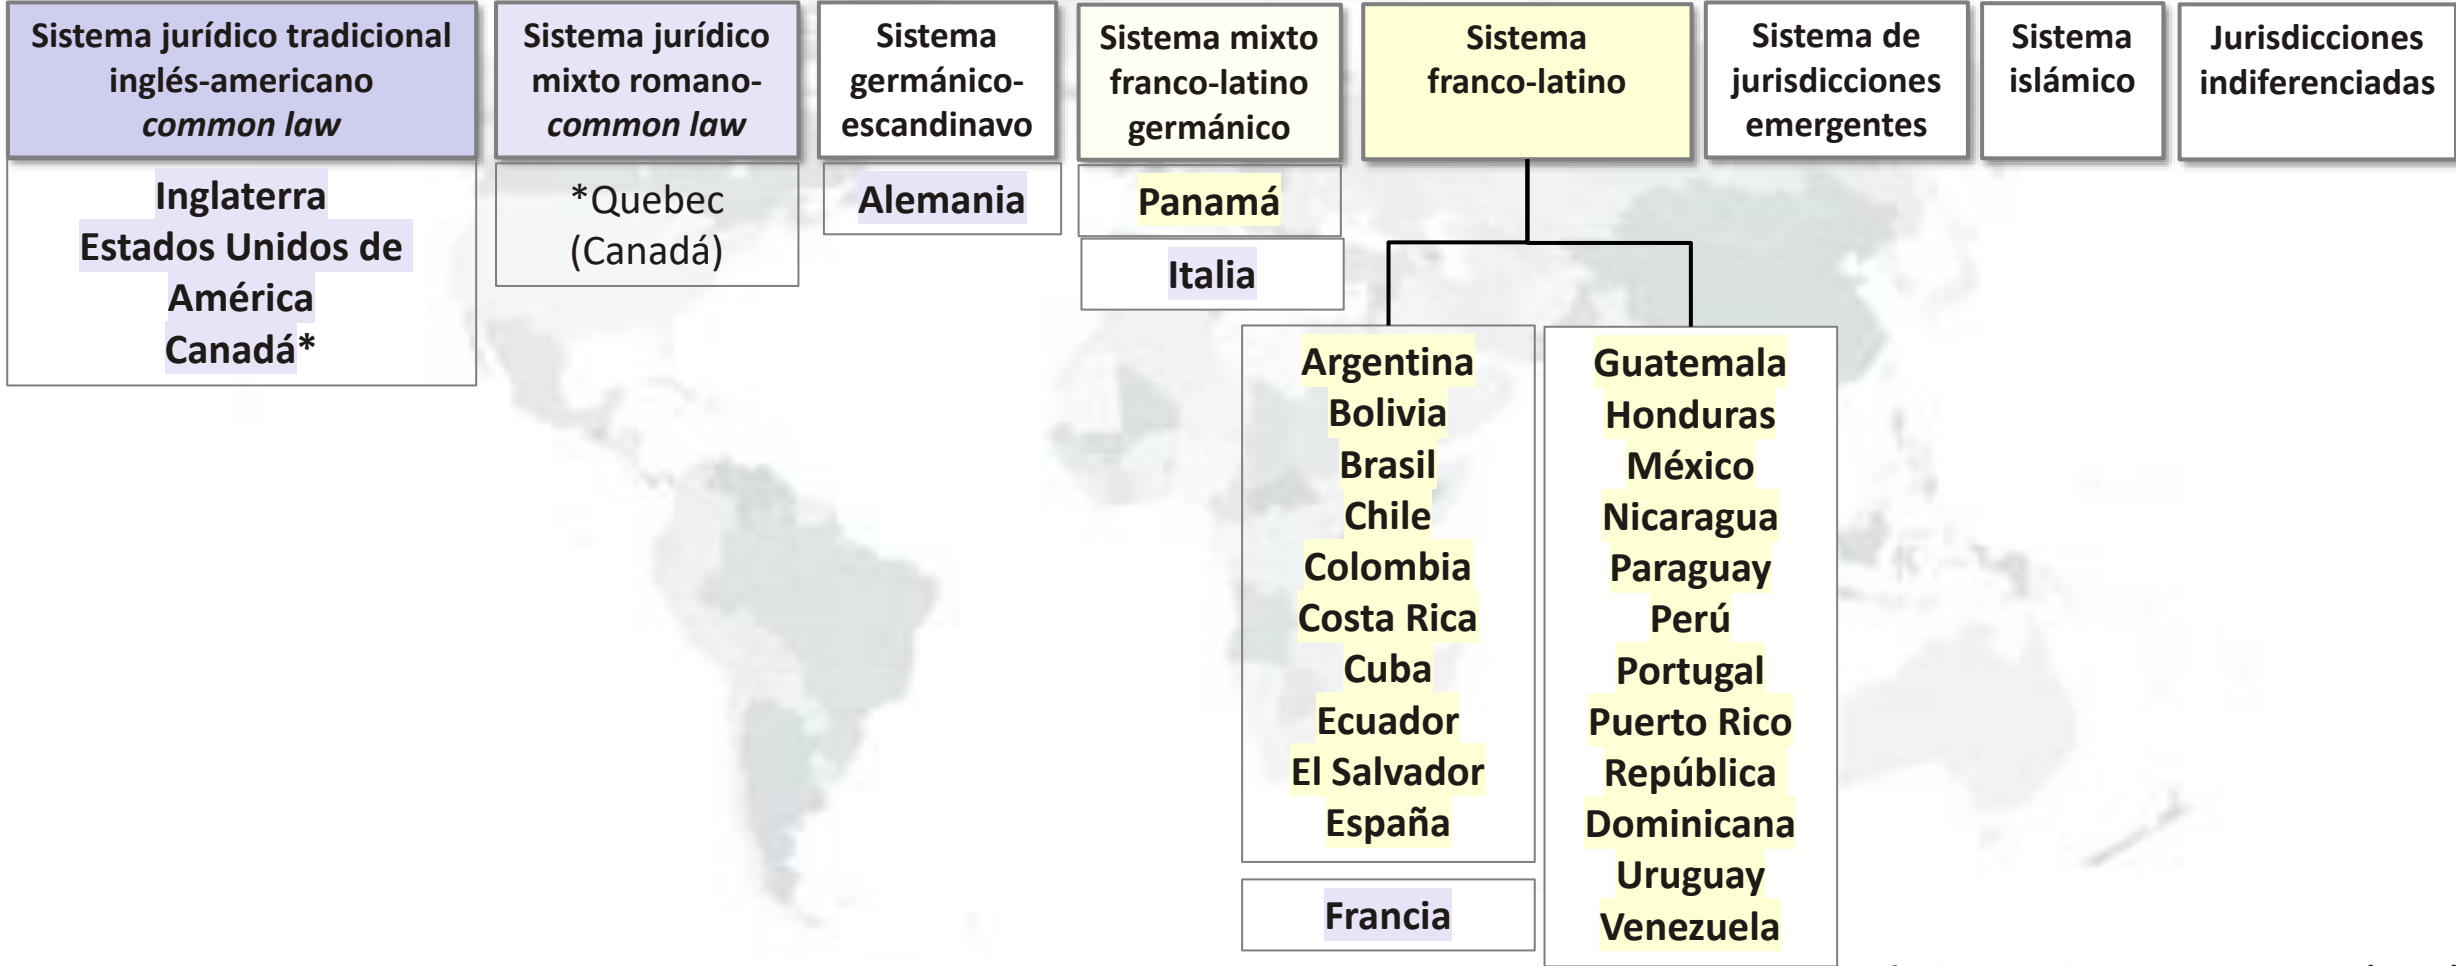 Sistema jurídico tradicional
inglés-americano
common law
Inglaterra
Estados Unidos de
América
Canadá*
Sistema jurídico
mixto romano-
common law
*Quebec
(Canadá)
Sistema
germánico-
escandinavo
Alemania
Sistema mixto
franco-latino
germánico
Panamá
Italia
Sistema
franco-latino
Argentina
Bolivia
Brasil
Chile
Colombia
Costa Rica
Cuba
Ecuador
El Salvador
España
Francia
Guatemala
Honduras
México
Nicaragua
Paraguay
Perú
Portugal
Puerto Rico
República
Dominicana
Uruguay
Venezuela
Sistema de
jurisdicciones
emergentes
Sistema
islámico
Jurisdicciones
indiferenciadas